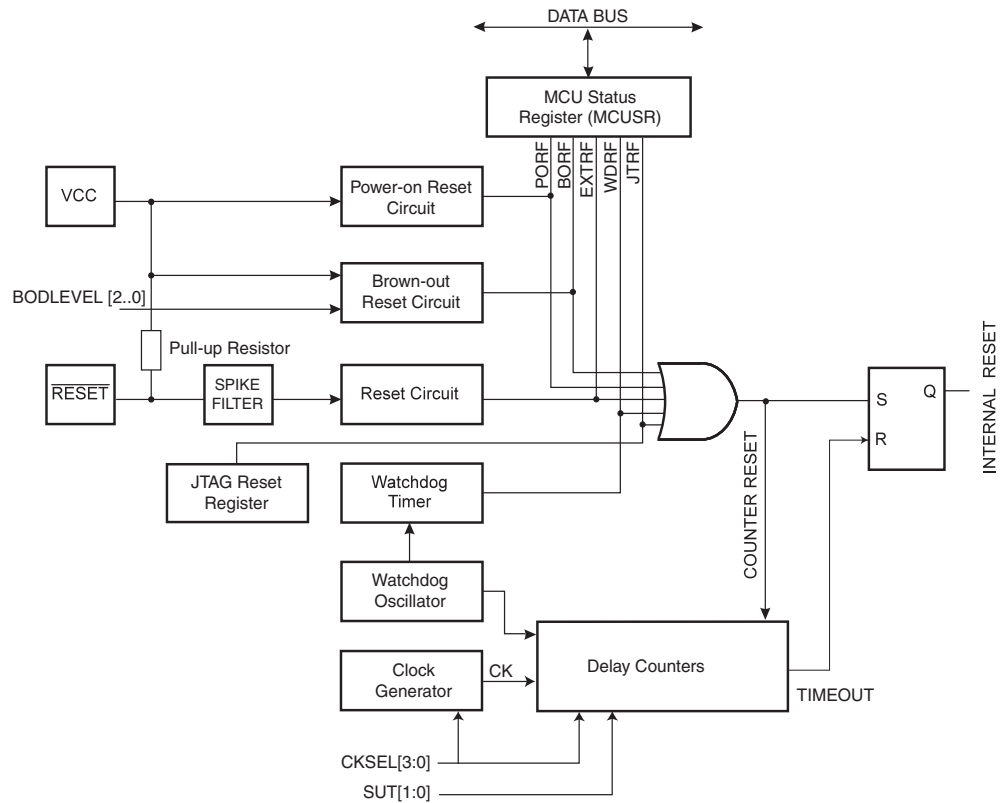 DATA BUS
MCU Status
Register (MCUSR)
PORF
BORF
EXTRF
WDRF
JTRF
VCC
Power-on Reset
Circuit
Brown-out
Reset Circuit
BODLEVEL [2..0]
Pull-up Resistor
RESET
SPIKE
FILTER
Reset Circuit
JTAG Reset
Register
Watchdog
Timer
Watchdog
Oscillator
Clock
Generator
CK
Delay Counters
CKSEL[3:0]
SUT[1:0]
COUNTER RESET
TIMEOUT
S
R
Q
INTERNAL RESET